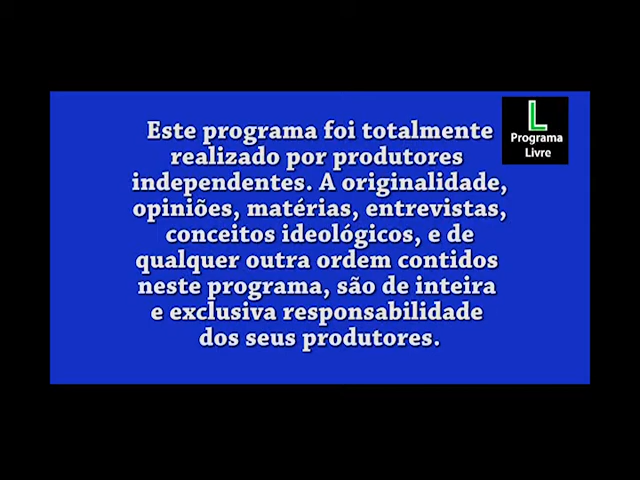 L
Programa
Livre
Este programa foi totalmente
realizado por produtores
independentes. A originalidade,
opiniões, matérias, entrevistas,
conceitos ideológicos, e de
qualquer outra ordem contidos
neste programa, são de inteira
e exclusiva responsabilidade
dos seus produtores.